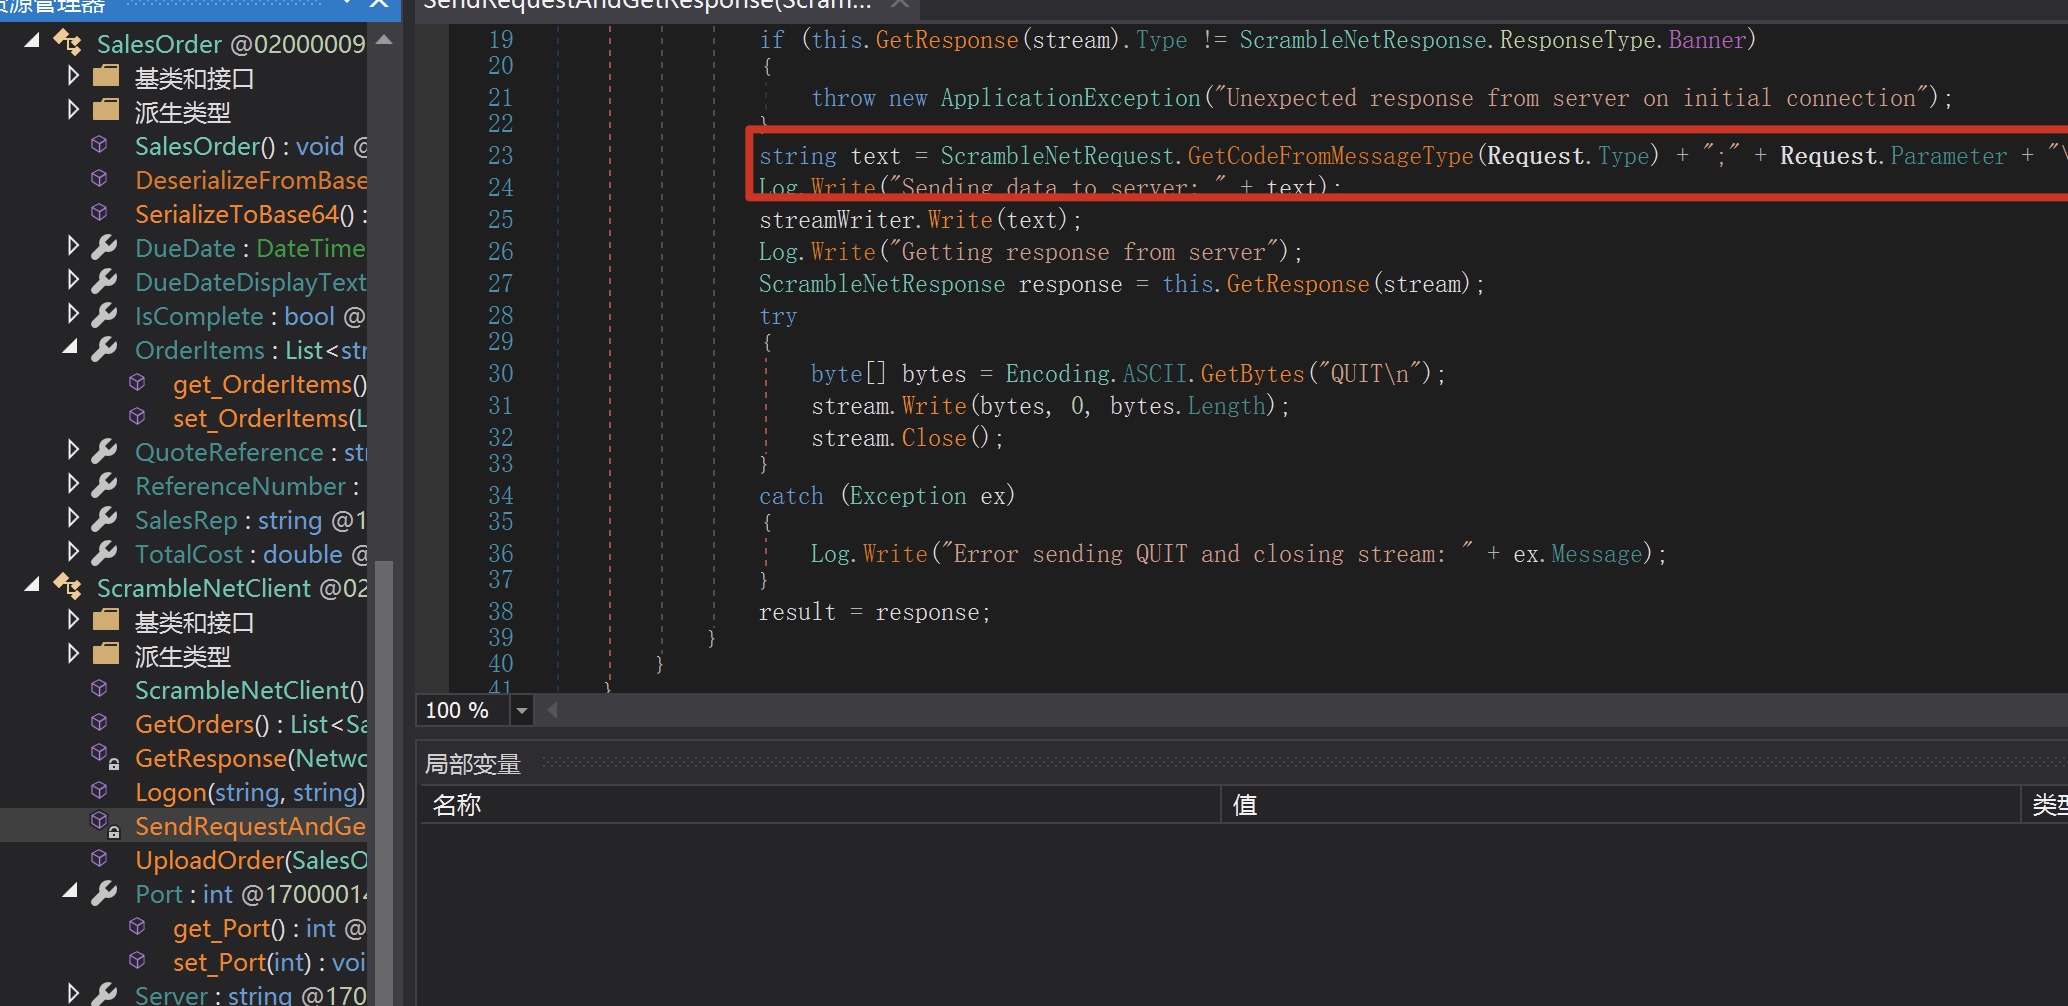 资源管理器
SalesOrder @02000009
基类和接口
派生类型
SalesOrder() : void @
DeserializeFromBase
SerializeToBase64() :
DueDate : DateTime
DueDateDisplayText
IsComplete : bool @
OrderItems : List<str
get_OrderItems()
set_OrderItems(L
QuoteReference : str
ReferenceNumber :
SalesRep : string @1
TotalCost : double @
ScrambleNetClient @02
基类和接口
派生类型
ScrambleNetClient()
GetOrders() : List<Sa
GetResponse(Netwo
Logon(string, string)
SendRequestAndGe
UploadOrder(SalesO
Port : int @1700014
get_Port() : int @
set_Port(int) : voi
Server : string @170
SendRequestAndGetResponse(Scram...
19 if (this.GetResponse(stream).Type != ScrambleNetResponse.ResponseType.Banner)
20 {
21 throw new ApplicationException("Unexpected response from server on initial connection");
22 }
23 string text = ScrambleNetRequest.GetCodeFromMessageType(Request.Type) + ";" + Request.Parameter + "\
24 Log.Write("Sending data to server: " + text);
25 streamWriter.Write(text);
26 Log.Write("Getting response from server");
27 ScrambleNetResponse response = this.GetResponse(stream);
28 try
29 {
30 byte[] bytes = Encoding.ASCII.GetBytes("QUIT\n");
31 stream.Write(bytes, 0, bytes.Length);
32 stream.Close();
33 }
34 catch (Exception ex)
35 {
36 Log.Write("Error sending QUIT and closing stream: " + ex.Message);
37 }
38 result = response;
39 }
40 }
41 }
100 %
局部变量
名称 值 类型